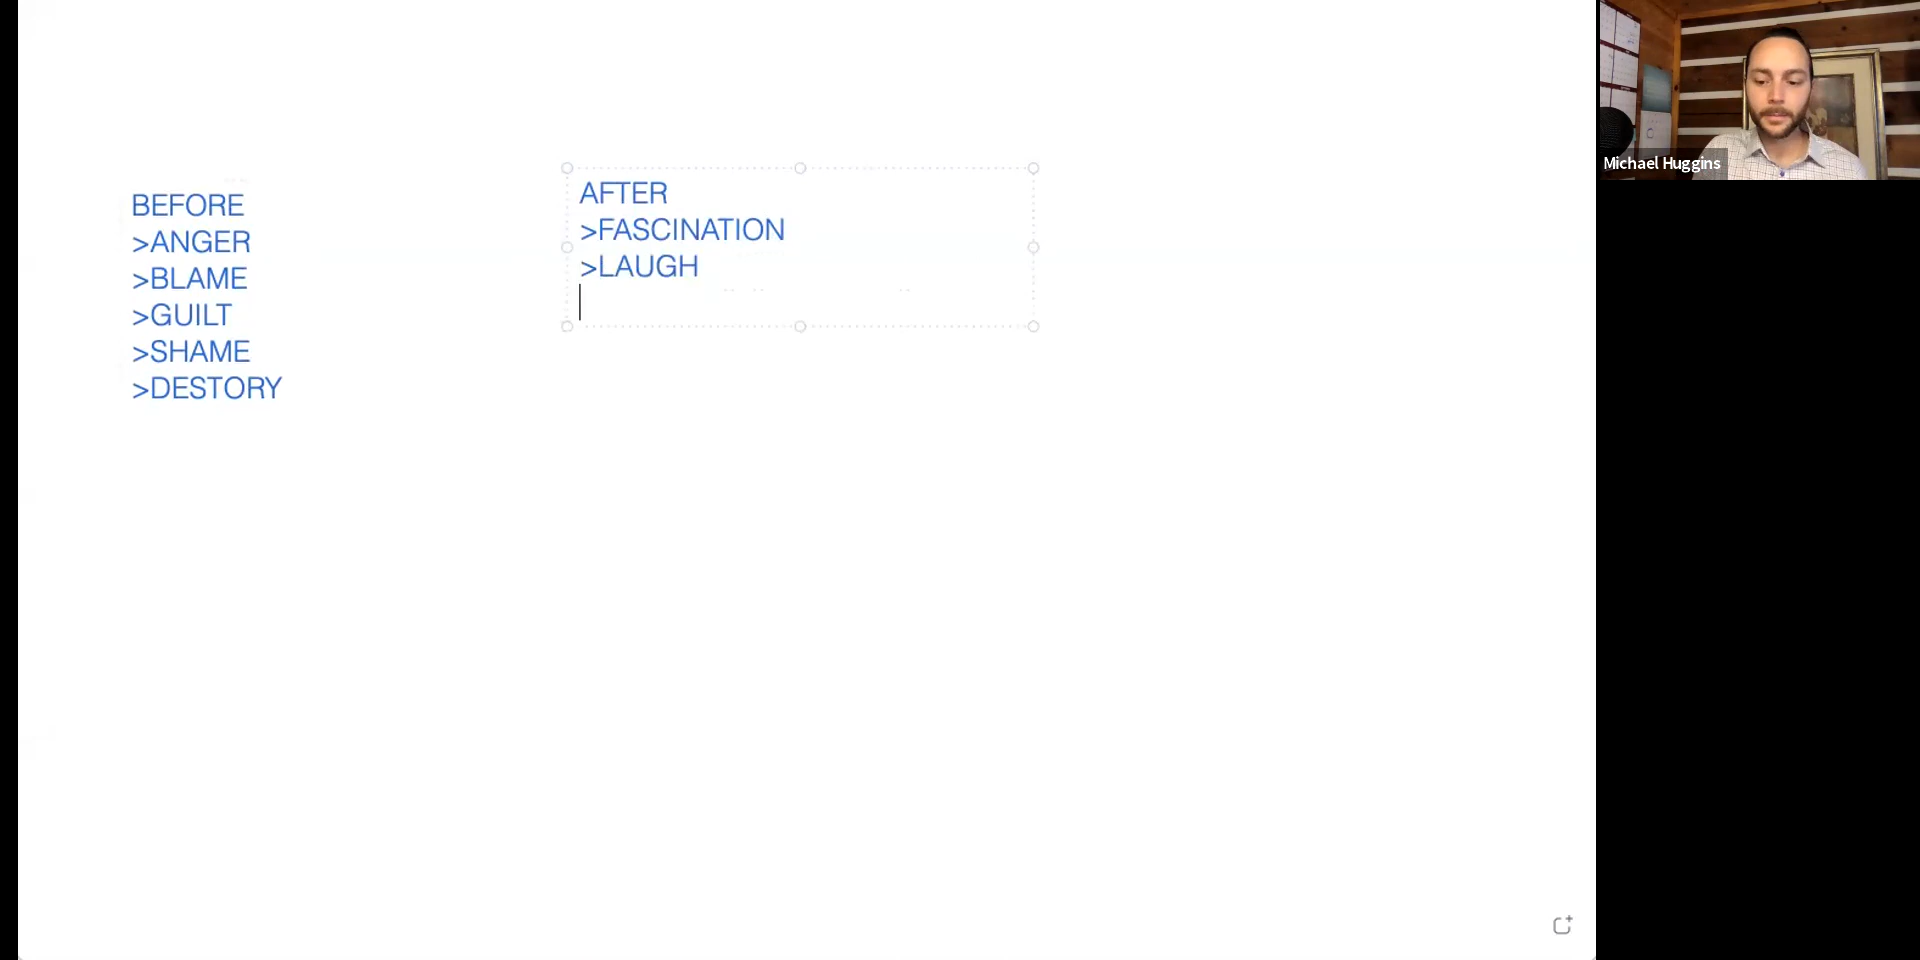 BEFORE
>ANGER
>BLAME
>GUILT
>SHAME
>DESTORY
AFTER
>FASCINATION
>LAUGH
Michael Huggins